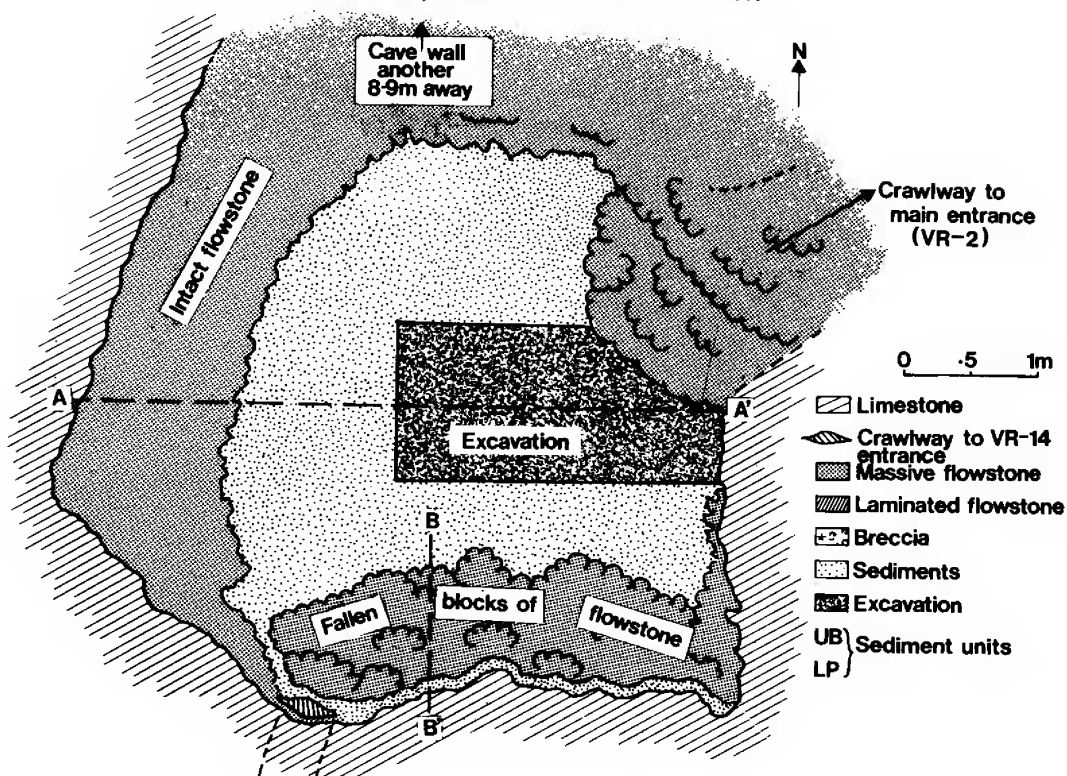 Cave wall
another
8-9m away
N
Intact flowstone
Crawlway to
main entrance
(VR-2)
0 .5 1m
A
A'
Excavation
Limestone
Crawlway to VR-14
entrance
Massive flowstone
Laminated flowstone
Breccia
Sediments
Excavation
UB
LP
Sediment units
B
Fallen
blocks of
flowstone
B'